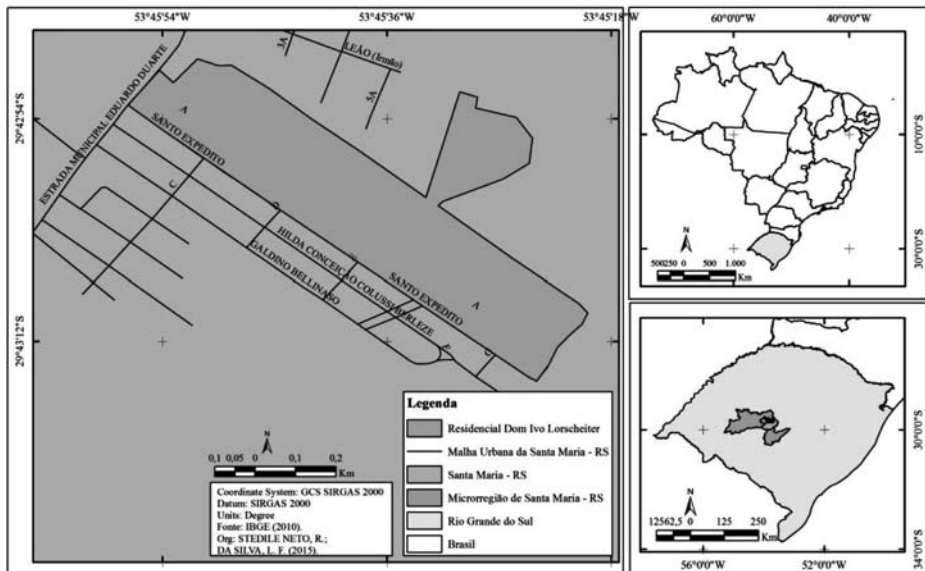 53°45'54"W
53°45'36"W
53°45'18"W
29°42'54"S
29°43'12"S
ESTRADA MUNICIPAL EDUARDO DUARTE
3A
LEÃO (Irmão)
5A
A
SANTO EXPEDITO
C
HILDA CONCEIÇÃO COLUSSI BERLEZE
GALDINO BELLINASO
SANTO EXPEDITO
A
N
0,1 0,05 0 0,1 0,2
Km
Coordinate System: GCS SIRGAS 2000
Datum: SIRGAS 2000
Units: Degree
Fonte: IBGE (2010).
Org: STEDILE NETO, R.;
DA SILVA, L. F. (2015).
Legenda
Residencial Dom Ivo Lorscheiter
Malha Urbana da Santa Maria - RS
Santa Maria - RS
Microrregião de Santa Maria - RS
Rio Grande do Sul
Brasil
60°0'0"W
40°0'0"W
10°0'0"S
30°0'0"S
N
500250 0 500 1.000
Km
30°0'0"S
34°0'0"S
N
12562,5 0 125 250
Km
56°0'0"W
52°0'0"W